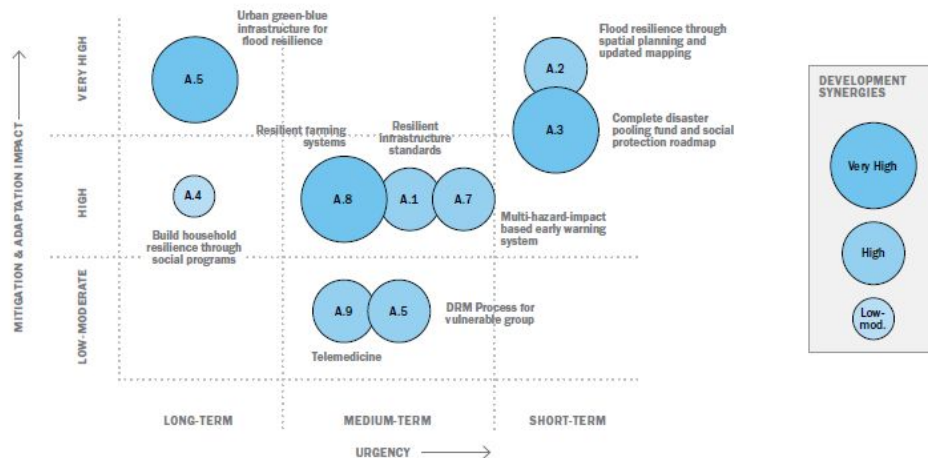 Urban green-blue
infrastructure for
flood resilience
Flood resilience through
spatial planning and
updated mapping
MITIGATION & ADAPTATION IMPACT
VERY HIGH
A.5
A.2
A.3
Complete disaster
pooling fund and social
protection roadmap
Resilient farming
systems
Resilient
infrastructure
standards
HIGH
A.4
A.8
A.1
A.7
Build household
resilience through
social programs
Multi-hazard-impact
based early warning
system
LOW-MODERATE
A.9
A.5
DRM Process for
vulnerable group
Telemedicine
LONG-TERM
MEDIUM-TERM
SHORT-TERM
URGENCY
DEVELOPMENT
SYNERGIES
Very High
High
Low-
mod.